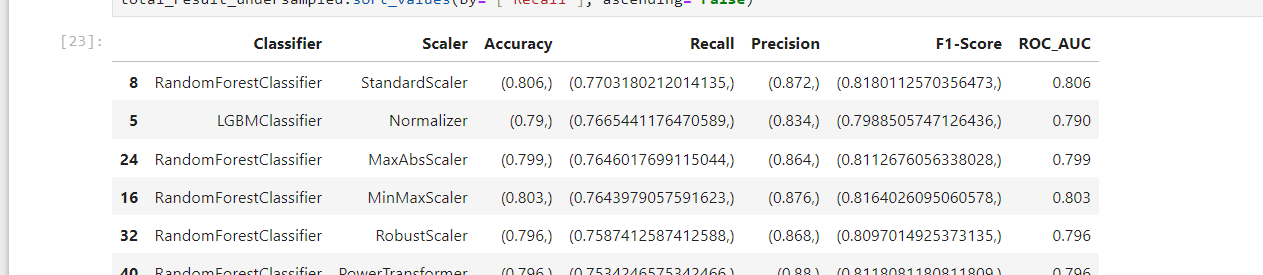 total_result_undersampled.sort_values(by= ['Recall'], ascending= False)
[23]:
Classifier Scaler Accuracy Recall Precision F1-Score ROC_AUC
8 RandomForestClassifier StandardScaler (0.806,) (0.7703180212014135,) (0.872,) (0.8180112570356473,) 0.806
5 LGBMClassifier Normalizer (0.79,) (0.7665441176470589,) (0.834,) (0.7988505747126436,) 0.790
24 RandomForestClassifier MaxAbsScaler (0.799,) (0.7646017699115044,) (0.864,) (0.8112676056338028,) 0.799
16 RandomForestClassifier MinMaxScaler (0.803,) (0.7643979057591623,) (0.876,) (0.8164026095060578,) 0.803
32 RandomForestClassifier RobustScaler (0.796,) (0.7587412587412588,) (0.868,) (0.8097014925373135,) 0.796
40 RandomForestClassifier PowerTransformer (0.796,) (0.7534246575342466,) (0.88,) (0.8118081180811809,) 0.796